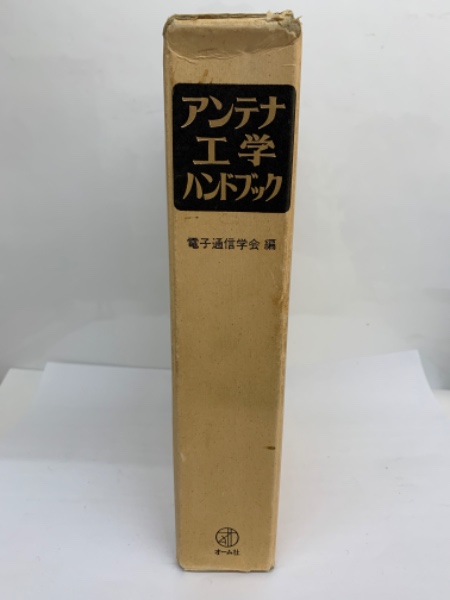 アンテナ
工学
ハンドブック
電子通信学会 編
オーム社